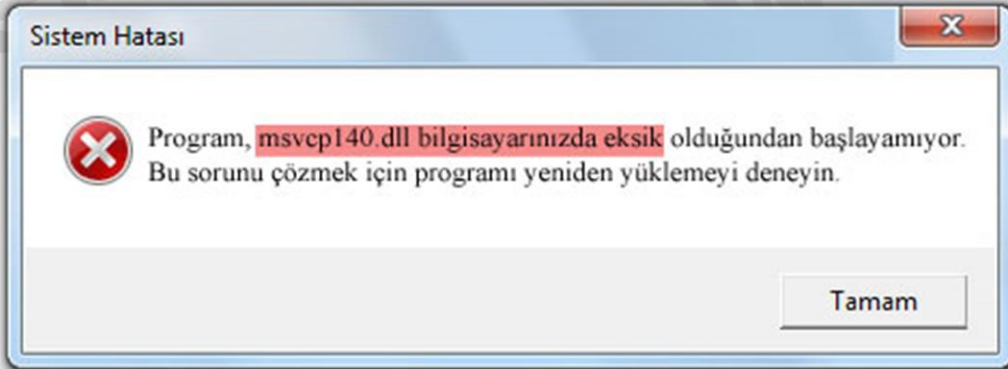 Sistem Hatası
Program, msvcp140.dll bilgisayarınızda eksik olduğundan başlayamıyor.
Bu sorunu çözmek için programı yeniden yüklemeyi deneyin.
Tamam